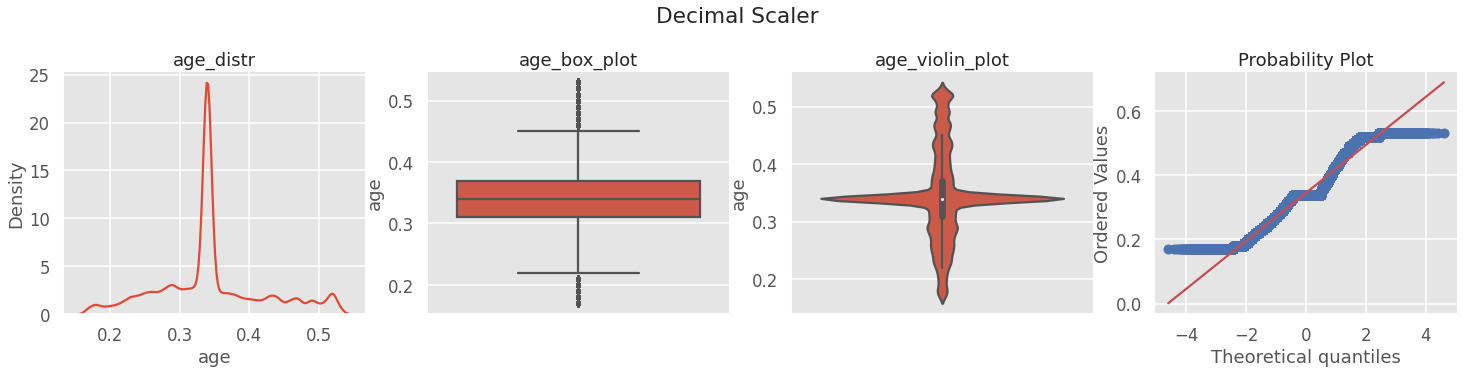 Decimal Scaler
age_distr
Density
25
20
15
10
5
0
0.2 0.3 0.4 0.5
age
age_box_plot
age
0.5
0.4
0.3
0.2
age_violin_plot
age
0.5
0.4
0.3
0.2
Probability Plot
Ordered Values
0.6
0.4
0.2
0.0
−4 −2 0 2 4
Theoretical quantiles